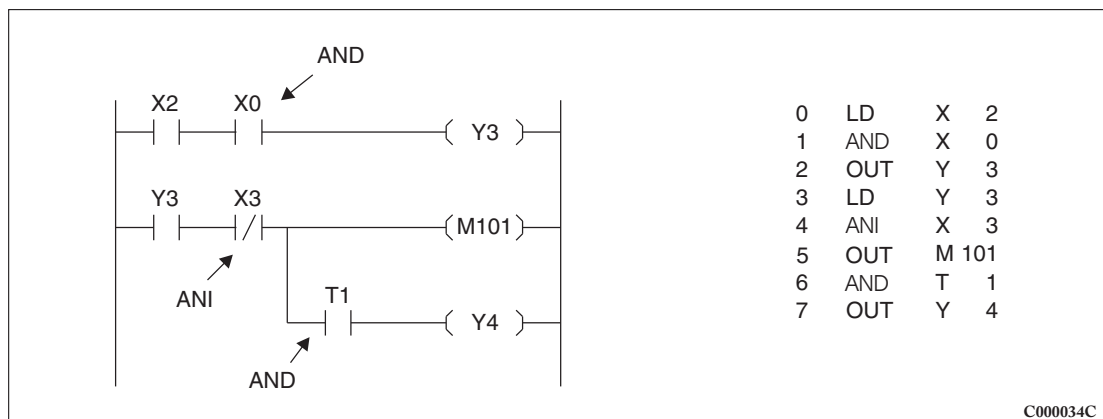 AND
X2 X0
Y3
Y3 X3
M101
ANI
T1
Y4
AND
0 LD X 2
1 AND X 0
2 OUT Y 3
3 LD Y 3
4 ANI X 3
5 OUT M 101
6 AND T 1
7 OUT Y 4
C000034C